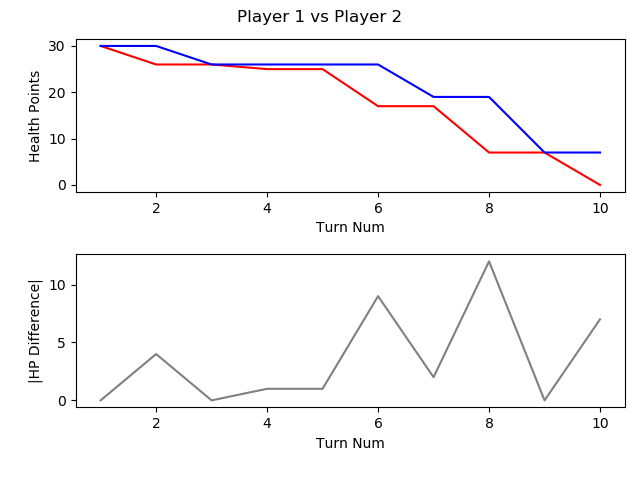 Player 1 vs Player 2
30
20
10
0
Health Points
2 4 6 8 10
Turn Num
10
5
0
|HP Difference|
2 4 6 8 10
Turn Num